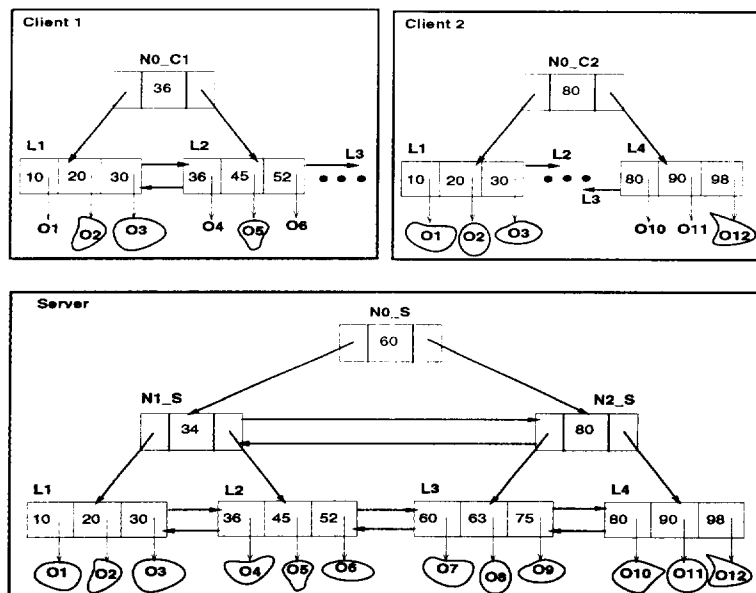 Client 1
N0_C1
36
L1
L2
L3
10 20 30
36 45 52
O1 O2 O3 O4 O5 O6
Client 2
N0_C2
80
L1
L2
L4
10 20 30
80 90 98
L3
O1 O2 O3 O10 O11 O12
Server
N0_S
60
N1_S
N2_S
34
80
L1
L2
L3
L4
10 20 30
36 45 52
60 63 75
80 90 98
O1 O2 O3 O4 O5 O6 O7 O8 O9 O10 O11 O12